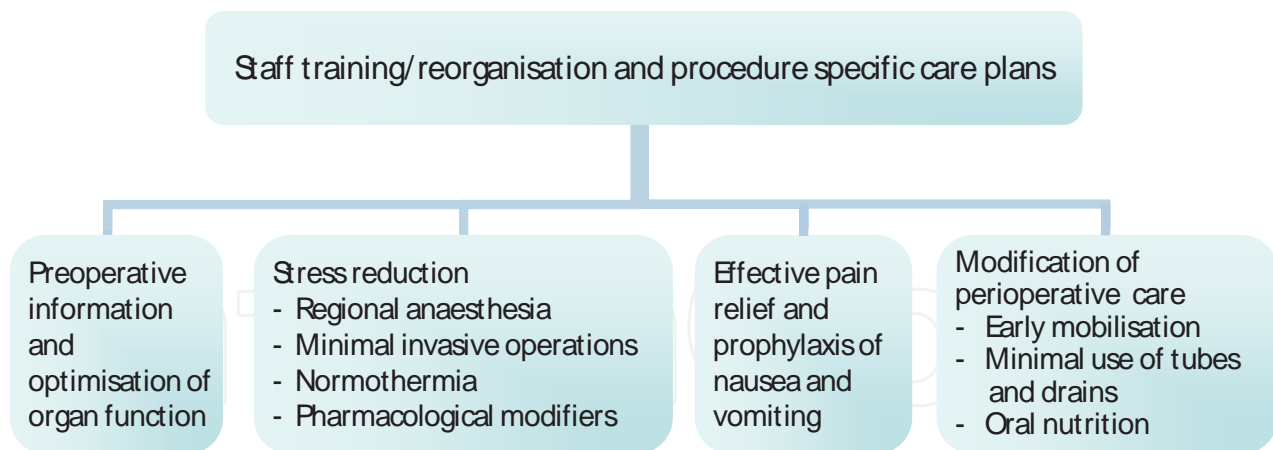 Staff training/reorganisation and procedure specific care plans
Preoperative
information
and
optimisation of
organ function
Stress reduction
- Regional anaesthesia
- Minimal invasive operations
- Normothermia
- Pharmacological modifiers
Effective pain
relief and
prophylaxis of
nausea and
vomiting
Modification of
perioperative care
- Early mobilisation
- Minimal use of tubes
and drains
- Oral nutrition